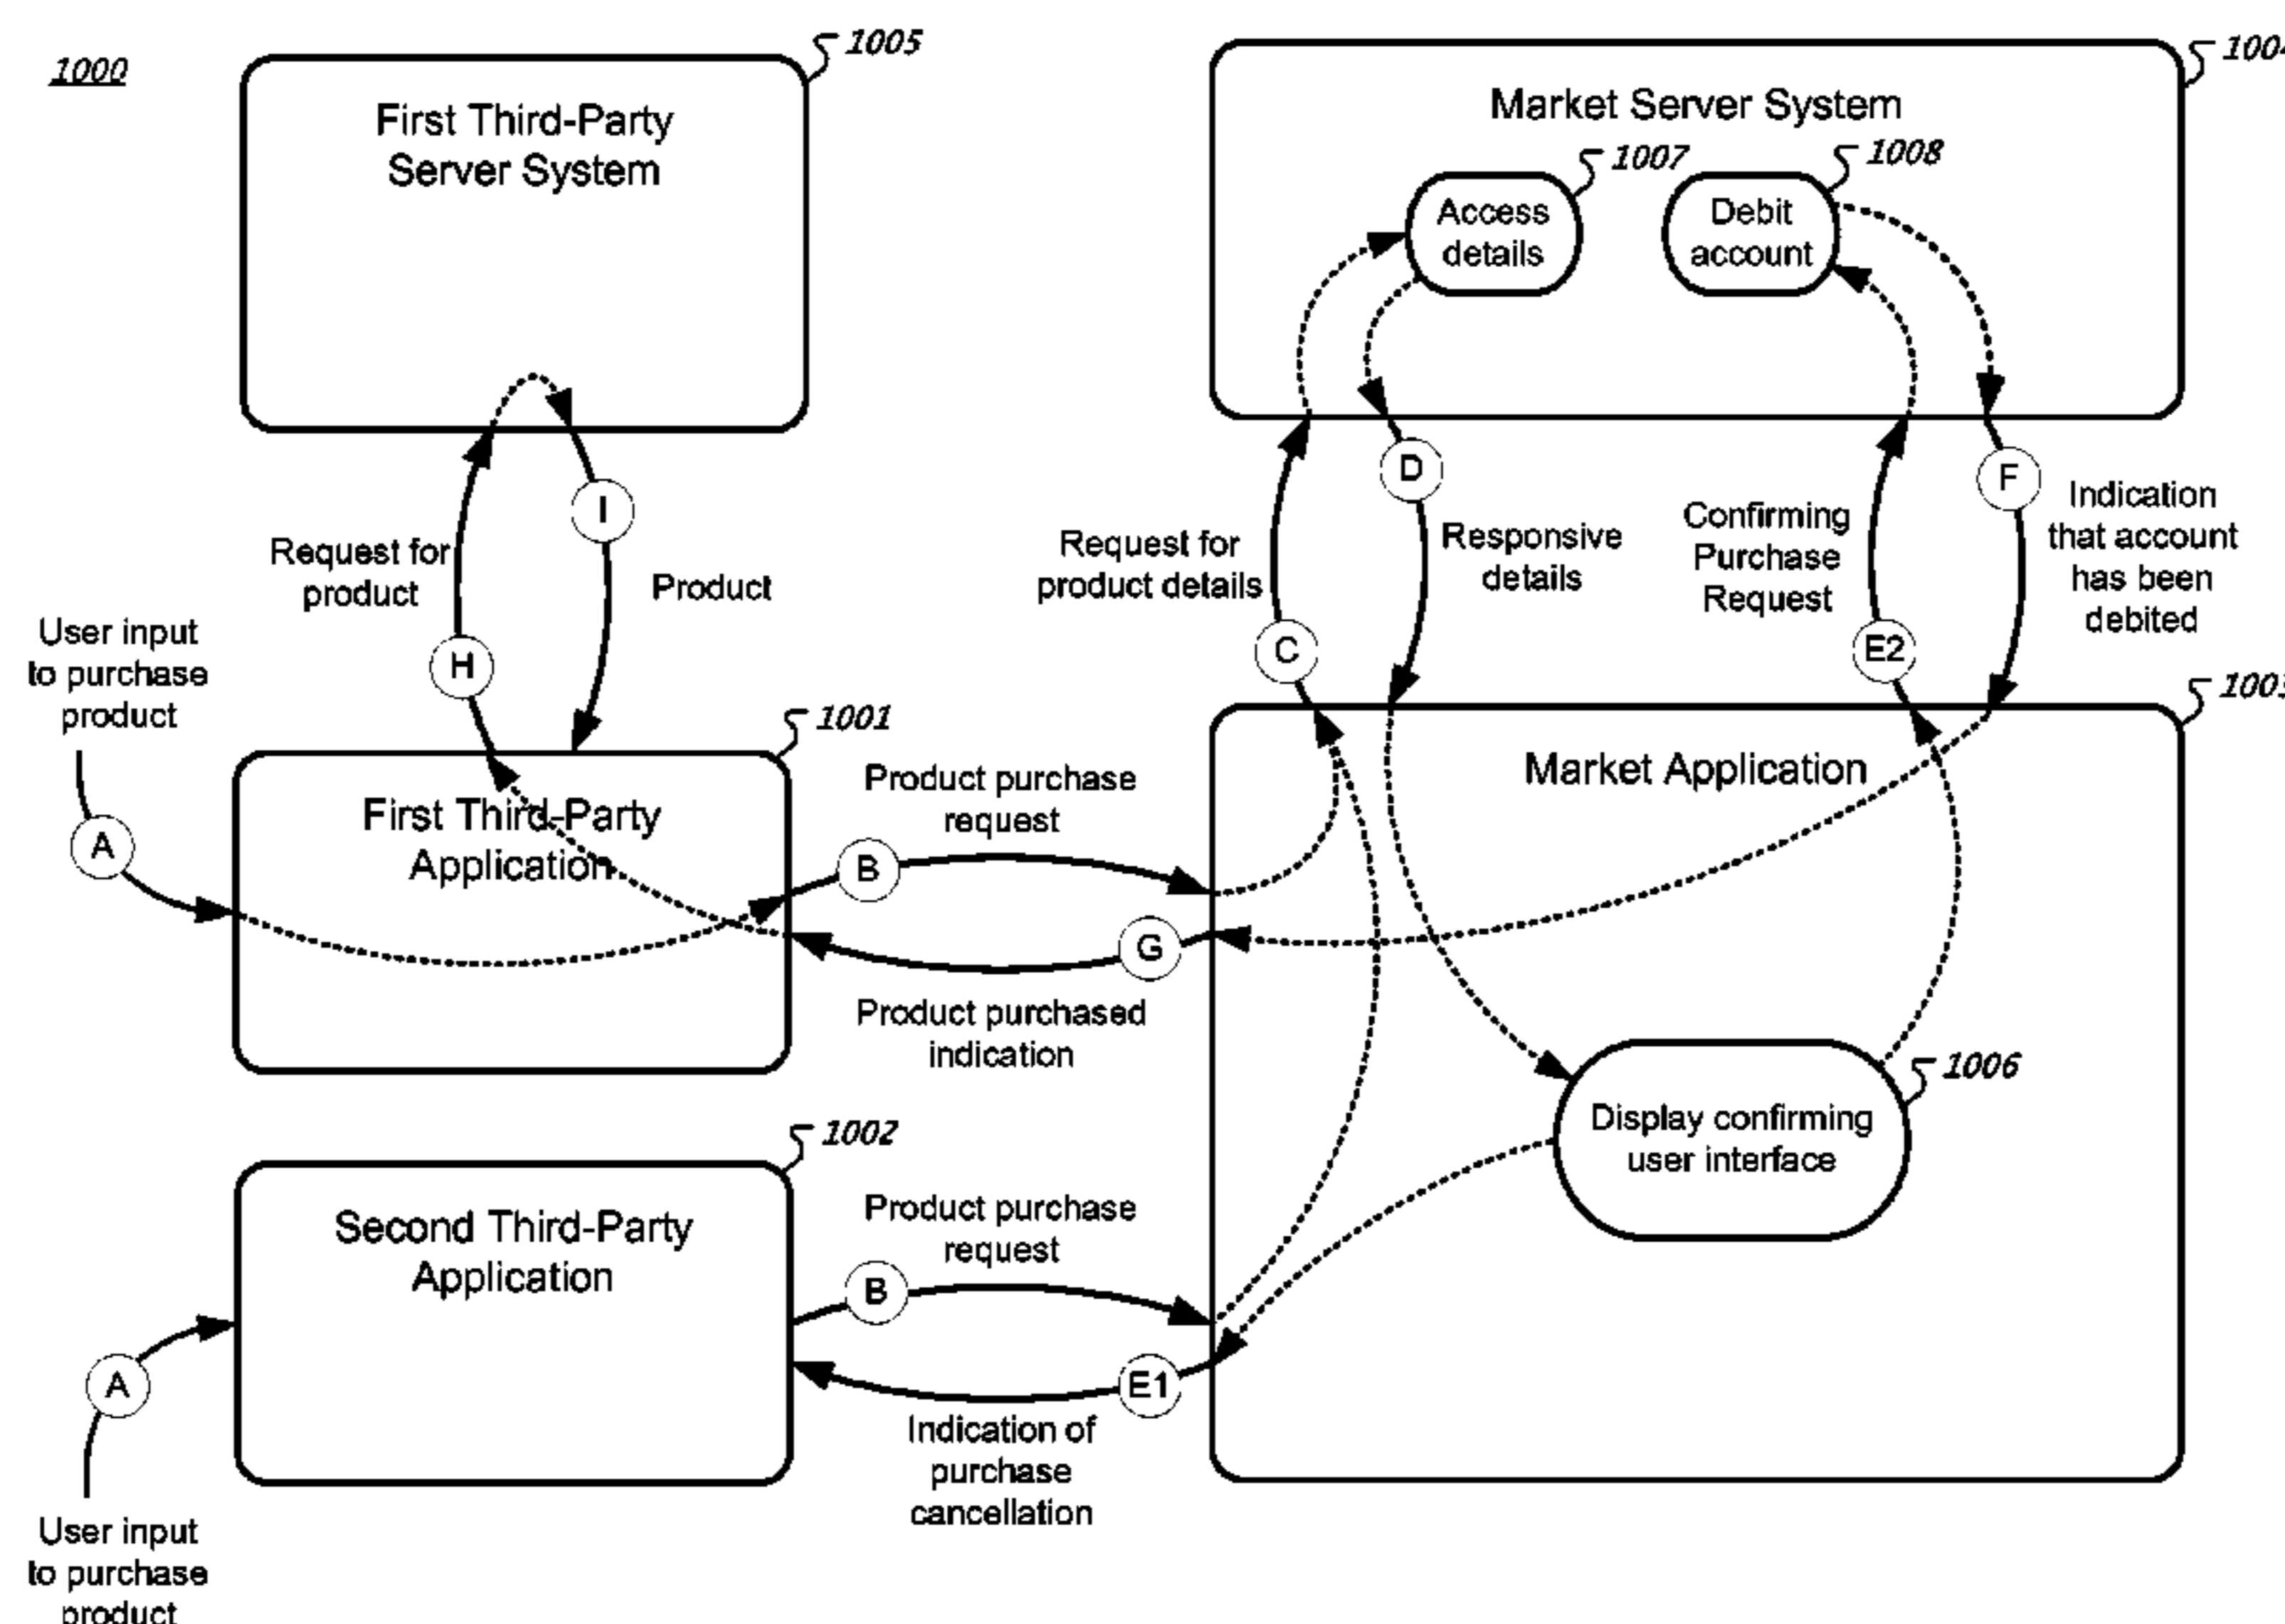 1000
1005
First Third-Party
Server System
1004
Market Server System
1007
1008
Access
details
Debit
account
I
D
F
Request for
product
Product
Request for
product details
Responsive
details
Confirming
Purchase
Request
Indication
that account
has been
debited
H
C
E2
User input
to purchase
product
1001
1003
First Third-Party
Application
Product purchase
request
Market Application
A
B
G
Product purchased
indication
1006
Display confirming
user interface
1002
Second Third-Party
Application
Product purchase
request
B
A
E1
Indication of
purchase
cancellation
User input
to purchase
product